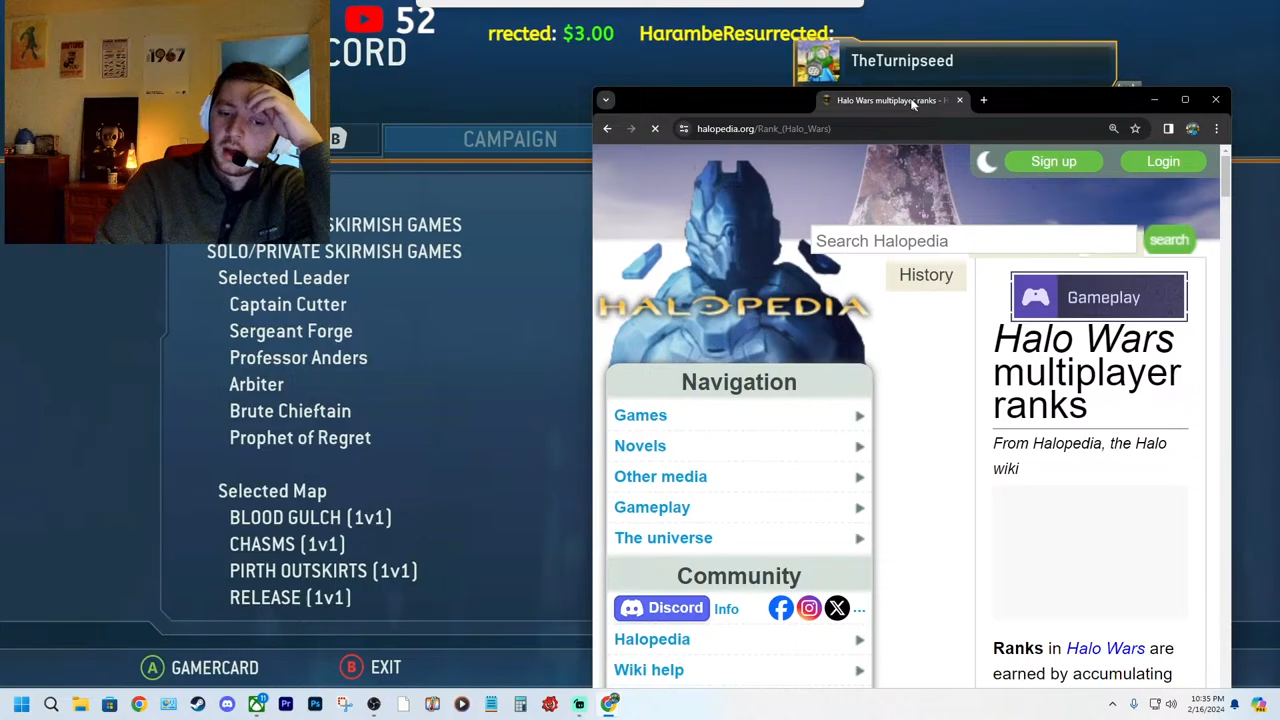 52
rrected: $3.00 HarambeResurrected:
CORD
TheTurnipseed
1967
B
CAMPAIGN
SKIRMISH GAMES
SOLO/PRIVATE SKIRMISH GAMES
Selected Leader
Captain Cutter
Sergeant Forge
Professor Anders
Arbiter
Brute Chieftain
Prophet of Regret
Selected Map
BLOOD GULCH (1v1)
CHASMS (1v1)
PIRTH OUTSKIRTS (1v1)
RELEASE (1v1)
A GAMERCARD
B EXIT
Halo Wars multiplayer ranks - H
halopedia.org/Rank_(Halo_Wars)
Sign up
Login
Search Halopedia
search
HALOPEDIA
History
Gameplay
Halo Wars
multiplayer
ranks
From Halopedia, the Halo
wiki
Ranks in Halo Wars are
earned by accumulating
Navigation
Games
Novels
Other media
Gameplay
The universe
Community
Discord Info
...
Halopedia
Wiki help
10:35 PM
2/16/2024